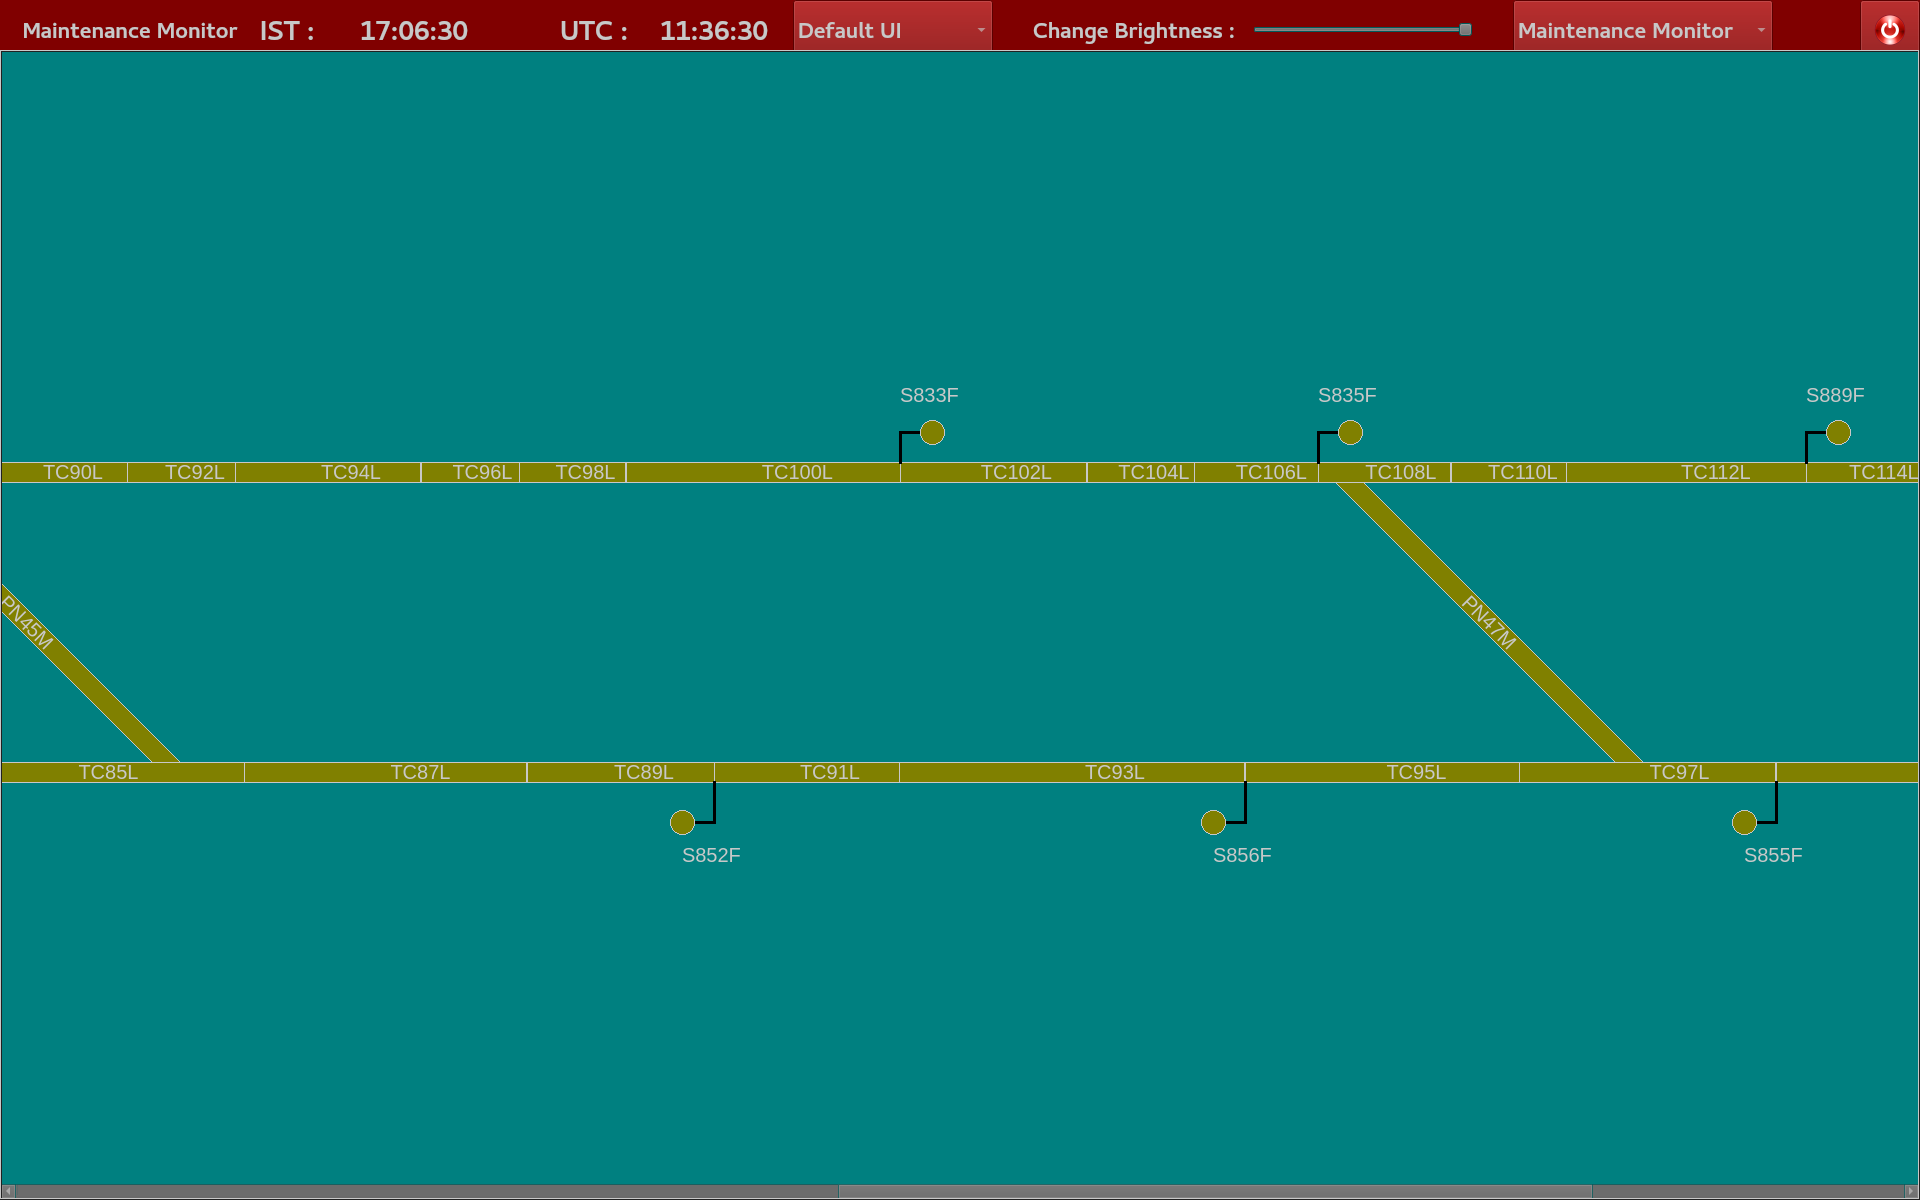 Maintenance Monitor IST : 17:06:30 UTC : 11:36:30 Default UI Change Brightness : Maintenance Monitor
S833F S835F S889F
TC90L TC92L TC94L TC96L TC98L TC100L TC102L TC104L TC106L TC108L TC110L TC112L TC114L
PN45M PN47M
TC85L TC87L TC89L TC91L TC93L TC95L TC97L
S852F S856F S855F